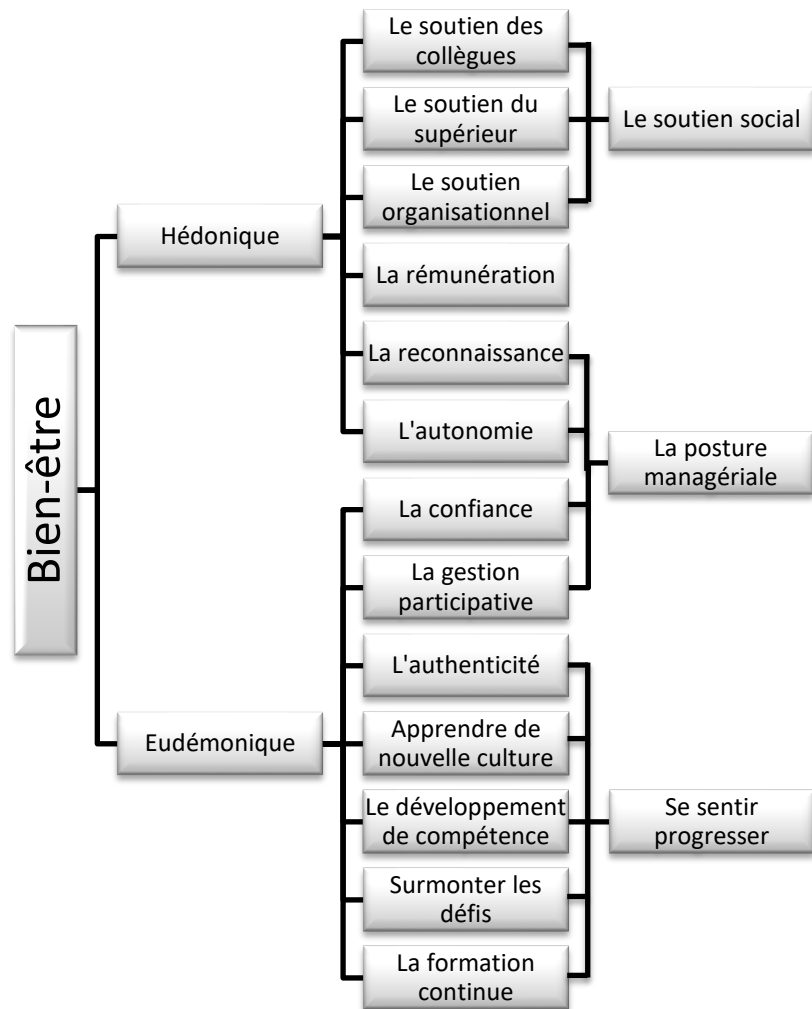 Bien-être
Hédonique
Le soutien des
collègues
Le soutien du
supérieur
Le soutien
organisationnel
La rémunération
La reconnaissance
L'autonomie
Le soutien social
Eudémonique
La confiance
La gestion
participative
L'authenticité
Apprendre de
nouvelle culture
Le développement
de compétence
Surmonter les
défis
La formation
continue
La posture
managériale
Se sentir
progresser